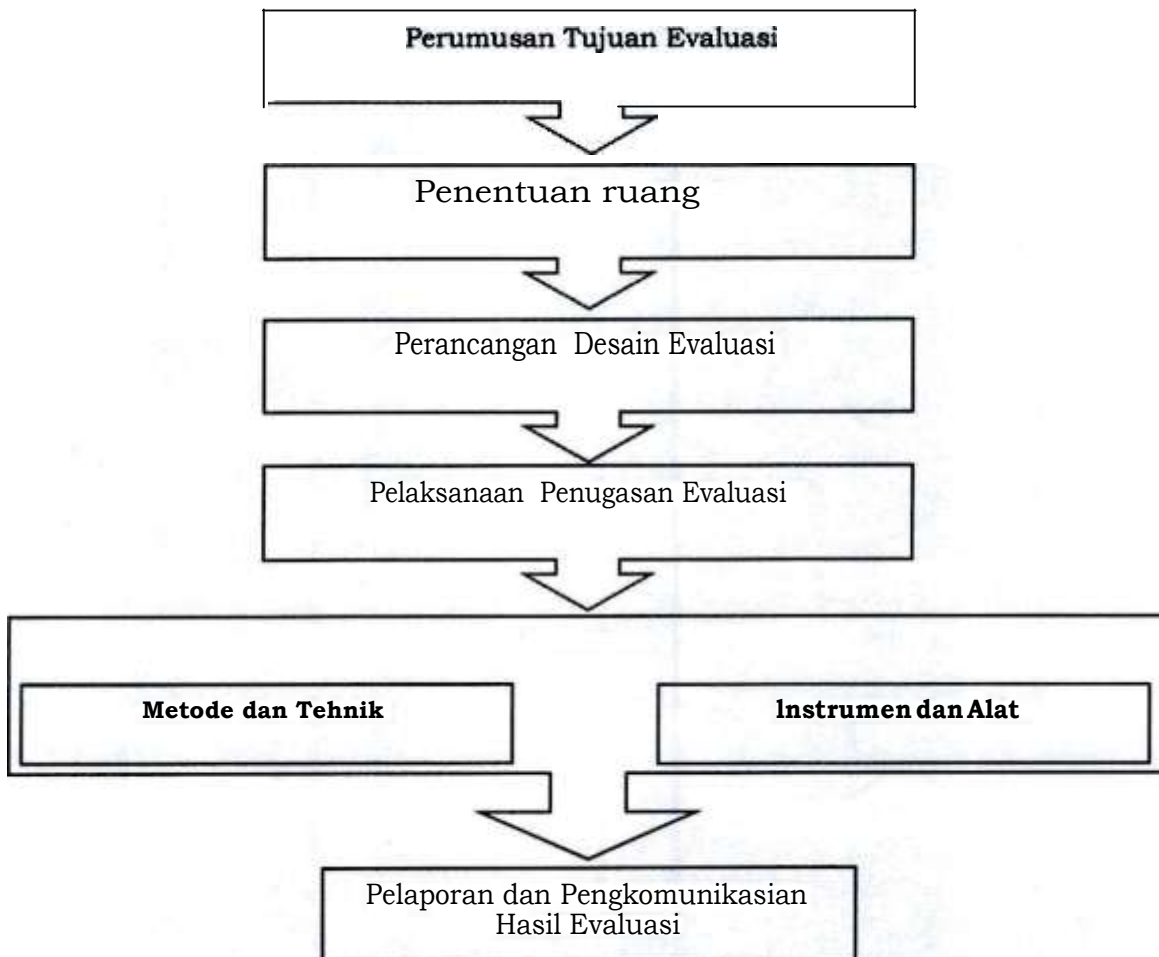 Perumusan Tujuan Evaluasi
Penentuan ruang
Perancangan Desain Evaluasi
Pelaksanaan Penugasan Evaluasi
Metode dan Tehnik
lnstrumen dan Alat
Pelaporan dan Pengkomunikasian
Hasil Evaluasi